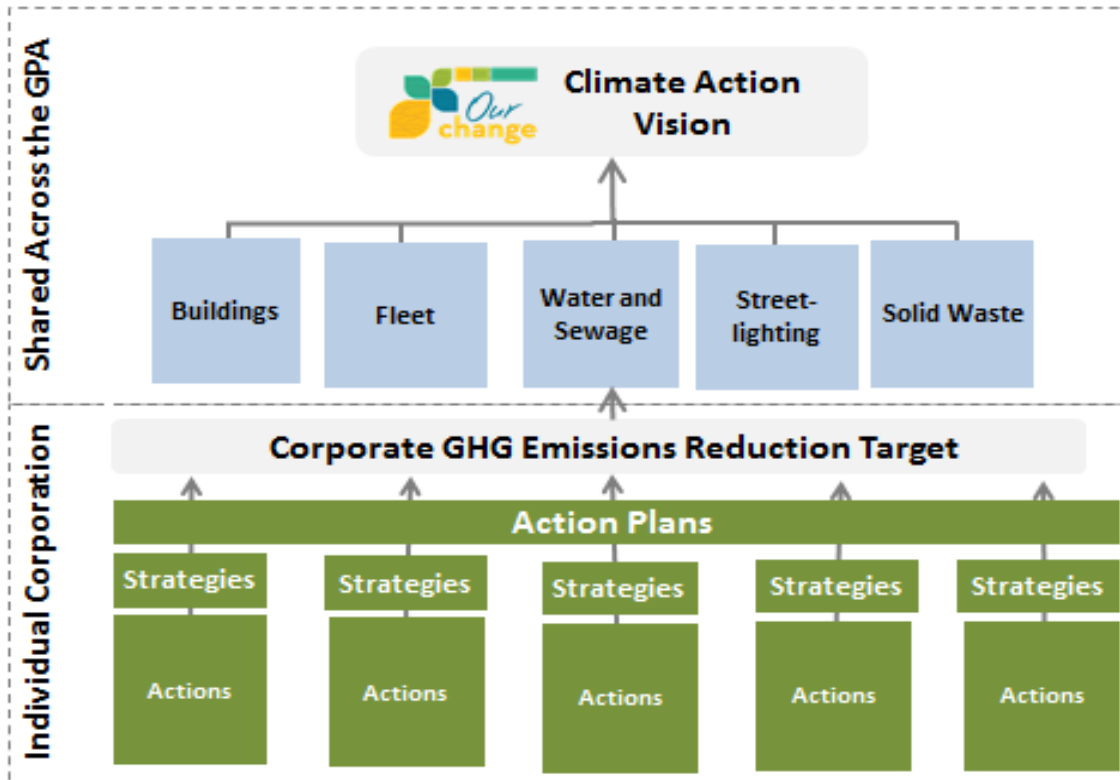 Shared Across the GPA
Our
change
Climate Action
Vision
Buildings
Fleet
Water and
Sewage
Street-
lighting
Solid Waste
Individual Corporation
Corporate GHG Emissions Reduction Target
Action Plans
Strategies
Strategies
Strategies
Strategies
Strategies
Actions
Actions
Actions
Actions
Actions